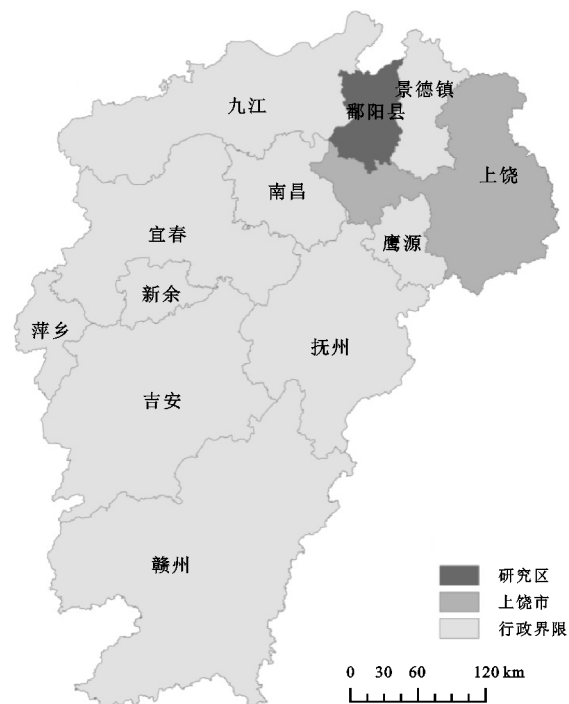 九江
景德镇
鄱阳县
上饶
南昌
宜春
鹰源
新余
萍乡
抚州
吉安
赣州
研究区
上饶市
行政界限
0 30 60 120 km